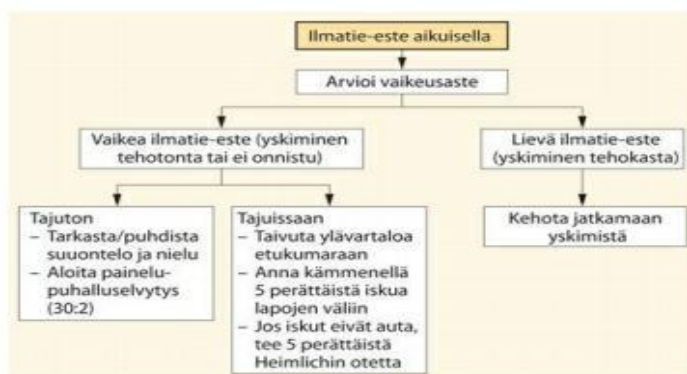 Ilmatie-este aikuisella
Arvioi vaikeusaste
Vaikea ilmatie-este (yskiminen
tehotonta tai ei onnistu)
Lievä ilmatie-este
(yskiminen tehokasta)
Tajuton
– Tarkasta/puhdista
suuontelo ja nielu
– Aloita painelu-
puhalluselvytys
(30:2)
Tajuissaan
– Taivuta ylävartaloa
etukumaraan
– Anna kämmenellä
5 perättäistä iskua
lapojen väliin
– Jos iskut eivät auta,
tee 5 perättäistä
Heimlichin otetta
Kehota jatkamaan
yskimistä